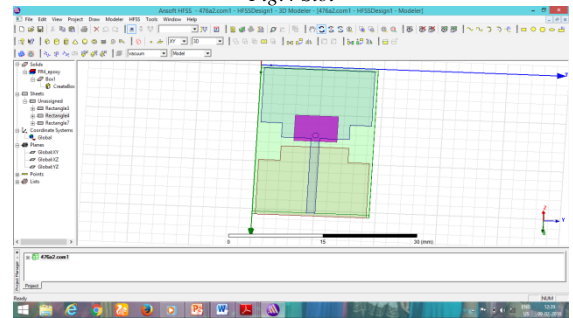 Ansoft HFSS - 476a2.com1 - HFSSDesign1 - 3D Modeler - [476a2.com1 - HFSSDesign1 - Modeler]
File Edit View Project Draw Modeler HFSS Tools Window Help
XY 3D
vacuum Model
Solids
FR4_epoxy
Box1
CreateBox
Sheets
Unassigned
Rectangle3
Rectangle4
Rectangle7
Coordinate Systems
Global
Planes
Global:XY
Global:XZ
Global:YZ
Points
Lists
Z
Y
0 15 30 (mm)
476a2.com1
Project
Ready NUM
12:39